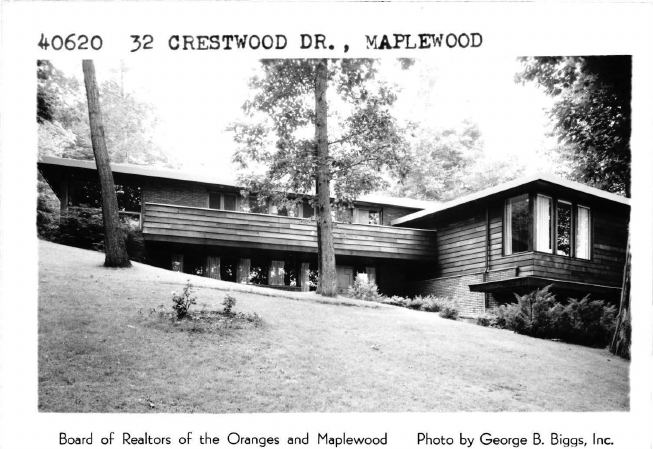 40620 32 CRESTWOOD DR., MAPLEWOOD
Board of Realtors of the Oranges and Maplewood Photo by George B. Biggs, Inc.